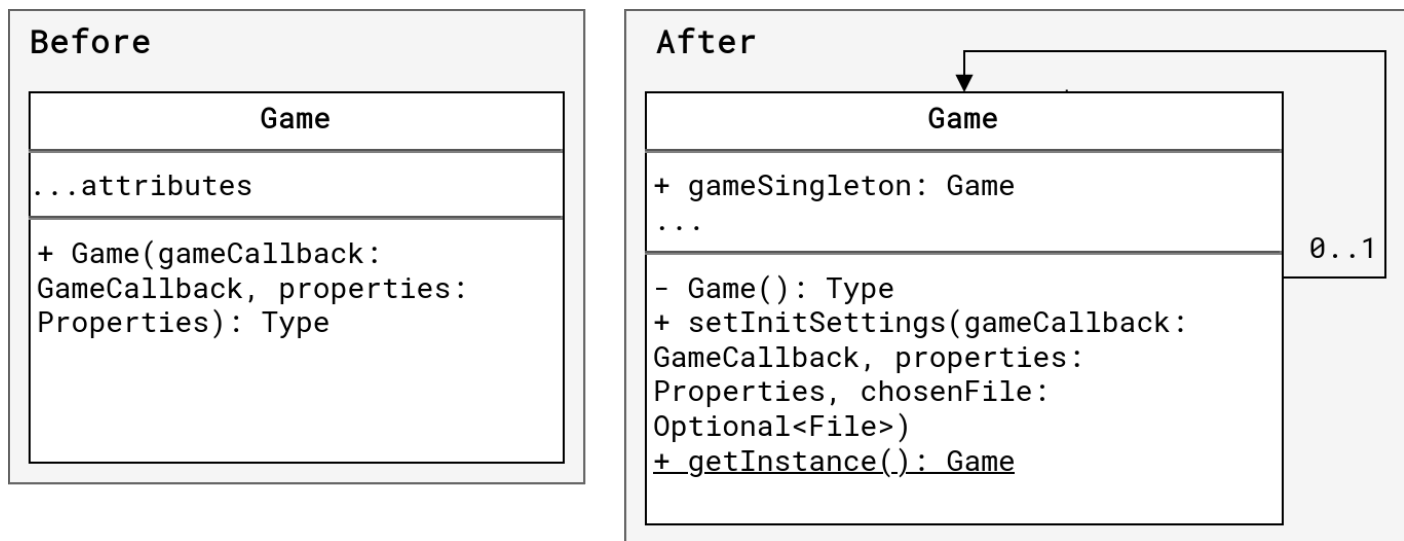 Before
Game
...attributes
+ Game(gameCallback:
GameCallback, properties:
Properties): Type
After
Game
+ gameSingleton: Game
...
0..1
- Game(): Type
+ setInitSettings(gameCallback:
GameCallback, properties:
Properties, chosenFile:
Optional<File>)
+ getInstance(): Game